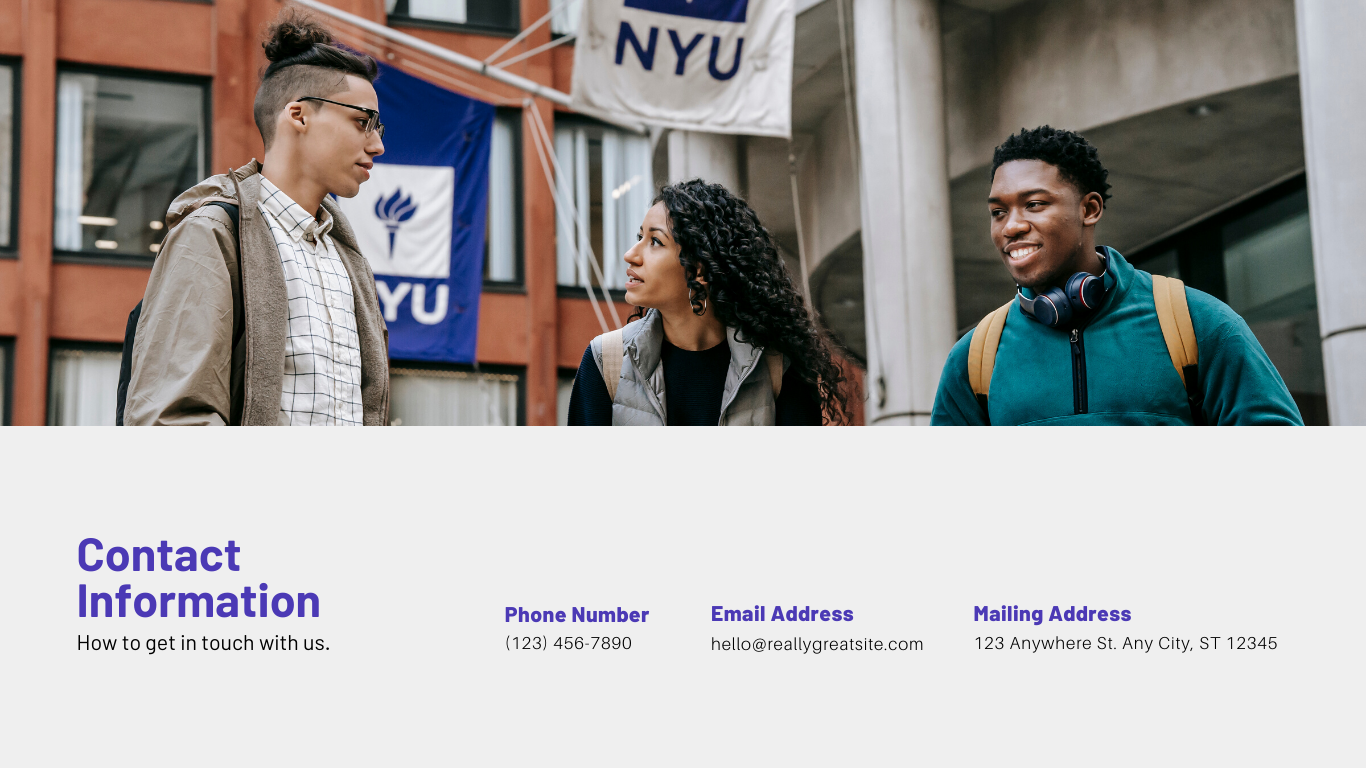 NYU
YU
Contact
Information
How to get in touch with us.
Phone Number
(123) 456-7890
Email Address
hello@reallygreatsite.com
Mailing Address
123 Anywhere St. Any City, ST 12345